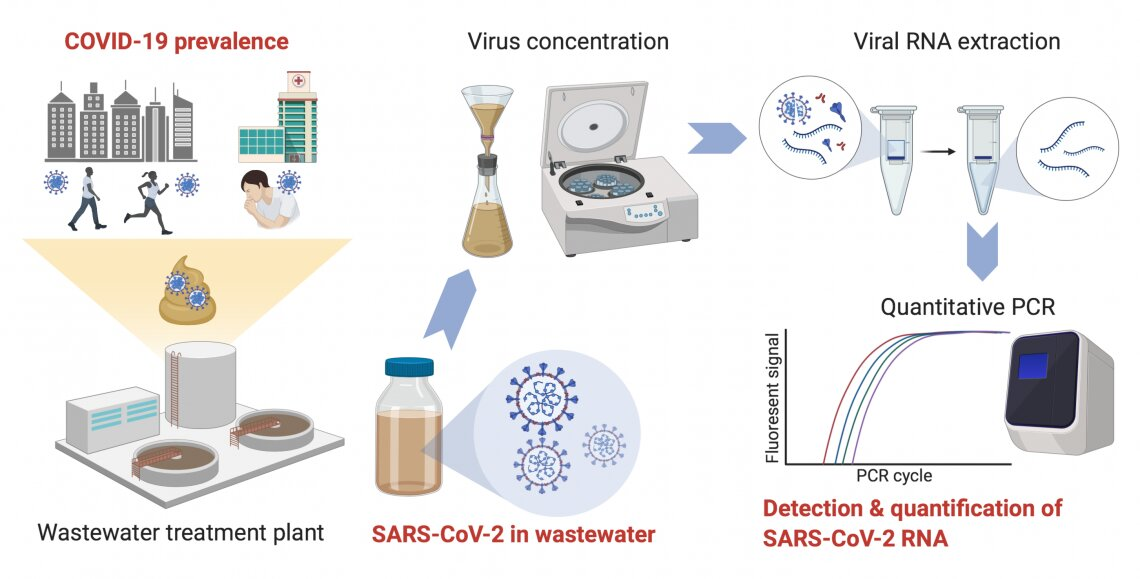 COVID-19 prevalence
Wastewater treatment plant
SARS-CoV-2 in wastewater
Virus concentration
Viral RNA extraction
Quantitative PCR
Fluoresent signal
PCR cycle
Detection & quantification of
SARS-CoV-2 RNA